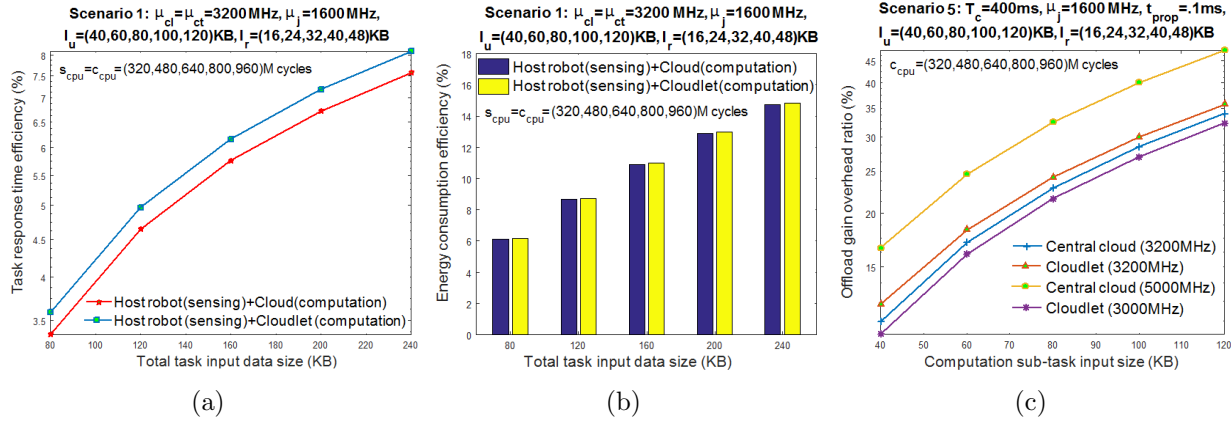 Scenario 1: μcl=μct=3200 MHz, μj=1600 MHz,
Iu=(40,60,80,100,120)KB, Ir=(16,24,32,40,48)KB
scpu=ccpu=(320,480,640,800,960)M cycles
Task response time efficiency (%)
8
7.5
7
6.5
6
5.5
5
4.5
4
3.5
Host robot(sensing)+Cloud(computation)
Host robot(sensing)+Cloudlet(computation)
80 100 120 140 160 180 200 220 240
Total task input data size (KB)
(a)
Scenario 1: μcl=μct=3200 MHz, μj=1600 MHz,
Iu=(40,60,80,100,120)KB, Ir=(16,24,32,40,48)KB
Host robot(sensing)+Cloud(computation)
Host robot(sensing)+Cloudlet(computation)
scpu=ccpu=(320,480,640,800,960)M cycles
Energy consumption efficiency (%)
18
16
14
12
10
8
6
4
2
0
80 120 160 200 240
Total task input data size (KB)
(b)
Scenario 5: Tc=400ms, μj=1600 MHz, tprop=.1ms,
Iu=(40,60,80,100,120)KB, Ir=(16,24,32,40,48)KB
ccpu=(320,480,640,800,960)M cycles
Offload gain overhead ratio (%)
45
40
35
30
25
20
15
Central cloud (3200MHz)
Cloudlet (3200MHz)
Central cloud (5000MHz)
Cloudlet (3000MHz)
40 50 60 70 80 90 100 110 120
Computation sub-task input size (KB)
(c)